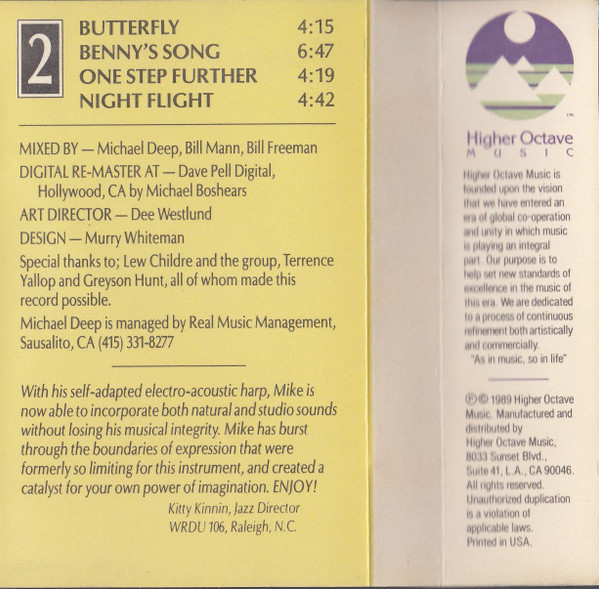 2
BUTTERFLY 4:15
BENNY'S SONG 6:47
ONE STEP FURTHER 4:19
NIGHT FLIGHT 4:42
MIXED BY — Michael Deep, Bill Mann, Bill Freeman
DIGITAL RE-MASTER AT — Dave Pell Digital,
Hollywood, CA by Michael Boshears
ART DIRECTOR — Dee Westlund
DESIGN — Murry Whiteman
Special thanks to; Lew Childre and the group, Terrence
Yallop and Greyson Hunt, all of whom made this
record possible.
Michael Deep is managed by Real Music Management,
Sausalito, CA (415) 331-8277
With his self-adapted electro-acoustic harp, Mike is
now able to incorporate both natural and studio sounds
without losing his musical integrity. Mike has burst
through the boundaries of expression that were
formerly so limiting for this instrument, and created a
catalyst for your own power of imagination. ENJOY!
Kitty Kinnin, Jazz Director
WRDU 106, Raleigh, N.C.
™
Higher Octave
MUSIC
Higher Octave Music is
founded upon the vision
that we have entered an
era of global co-operation
and unity in which music
is playing an integral
part. Our purpose is to
help set new standards of
excellence in the music of
this era. We are dedicated
to a process of continuous
refinement both artistically
and commercially.
"As in music, so in life"
℗© 1989 Higher Octave
Music. Manufactured and
distributed by
Higher Octave Music,
8033 Sunset Blvd.,
Suite 41, L.A., CA 90046.
All rights reserved.
Unauthorized duplication
is a violation of
applicable laws.
Printed in USA.